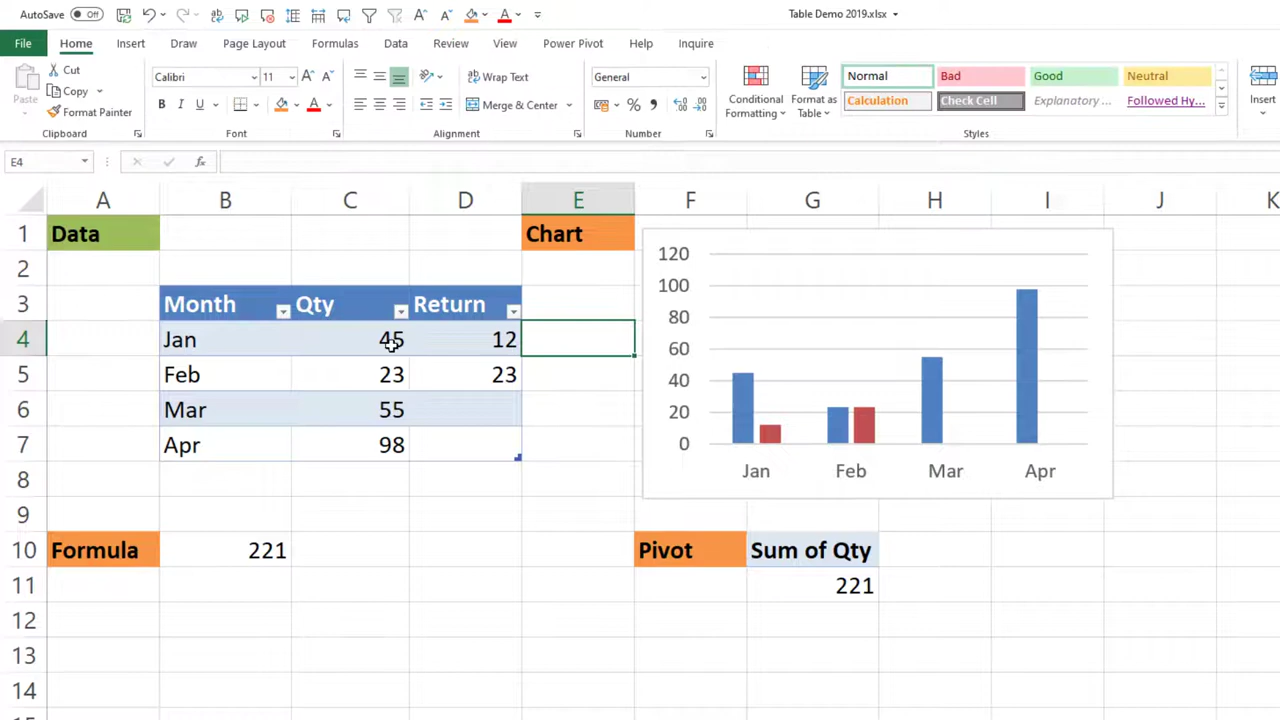 AutoSave Off Table Demo 2019.xlsx
File Home Insert Draw Page Layout Formulas Data Review View Power Pivot Help Inquire
Paste
Cut
Copy
Format Painter
Clipboard
Calibri 11
B I U A
Font
Wrap Text
Merge & Center
Alignment
General
% ,
Number
Conditional Formatting
Format as Table
Normal Bad Good Neutral
Calculation Check Cell Explanatory ... Followed Hy...
Styles
Insert
E4 fx
A B C D E F G H I J K
1 Data Chart
2
3 Month Qty Return
4 Jan 45 12
5 Feb 23 23
6 Mar 55
7 Apr 98
8
9
10 Formula 221 Pivot Sum of Qty
11 221
12
13
14
120
100
80
60
40
20
0
Jan Feb Mar Apr